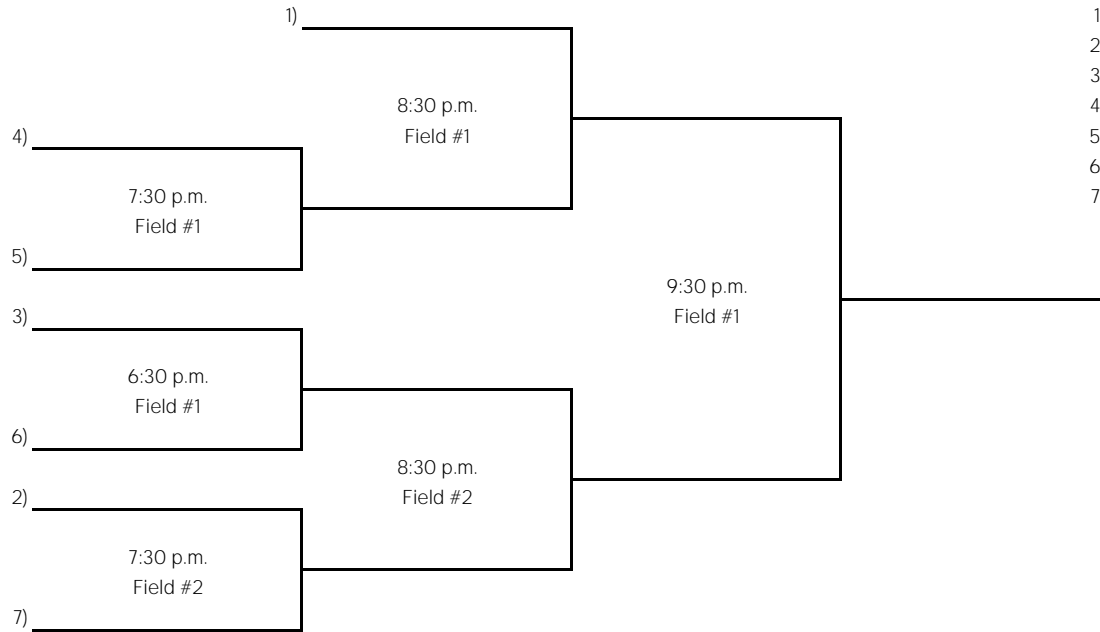 1)
1
2
3
8:30 p.m.
Field #1
4
4)
5
6
7:30 p.m.
Field #1
7
5)
9:30 p.m.
Field #1
3)
6:30 p.m.
Field #1
6)
8:30 p.m.
Field #2
2)
7:30 p.m.
Field #2
7)